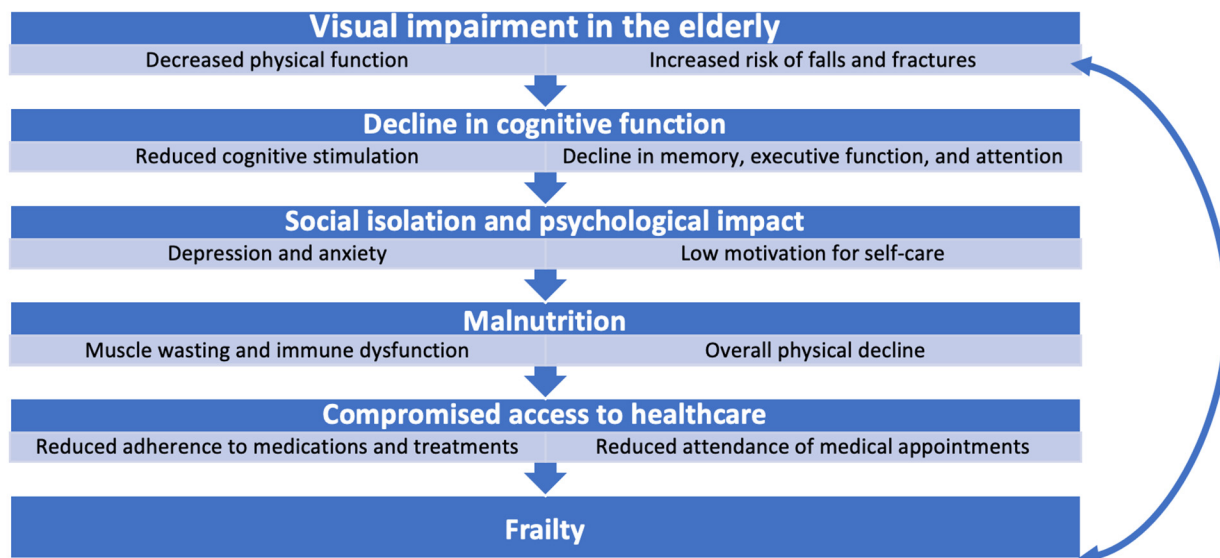 Visual impairment in the elderly
Decreased physical function
Increased risk of falls and fractures
Decline in cognitive function
Reduced cognitive stimulation
Decline in memory, executive function, and attention
Social isolation and psychological impact
Depression and anxiety
Low motivation for self-care
Malnutrition
Muscle wasting and immune dysfunction
Overall physical decline
Compromised access to healthcare
Reduced adherence to medications and treatments
Reduced attendance of medical appointments
Frailty